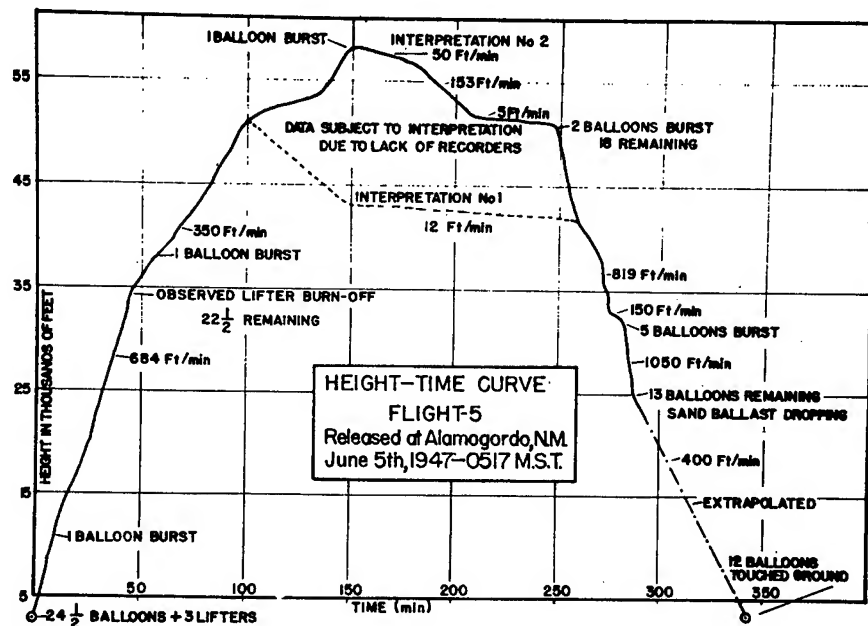 1 BALLOON BURST
INTERPRETATION No 2
50 Ft/min
153 Ft/min
5 Ft/min
DATA SUBJECT TO INTERPRETATION
DUE TO LACK OF RECORDERS
2 BALLOONS BURST
18 REMAINING
INTERPRETATION No 1
12 Ft/min
350 Ft/min
1 BALLOON BURST
OBSERVED LIFTER BURN-OFF
22 1/2 REMAINING
684 Ft/min
819 Ft/min
150 Ft/min
5 BALLOONS BURST
1050 Ft/min
13 BALLOONS REMAINING
SAND BALLAST DROPPING
400 Ft/min
EXTRAPOLATED
12 BALLOONS
TOUCHED GROUND
HEIGHT-TIME CURVE
FLIGHT-5
Released at Alamogordo, N.M.
June 5th, 1947-0517 M.S.T.
1 BALLOON BURST
24 1/2 BALLOONS + 3 LIFTERS
HEIGHT IN THOUSANDS OF FEET
55
45
35
25
5
5
50
100
150
200
250
300
350
TIME (min)